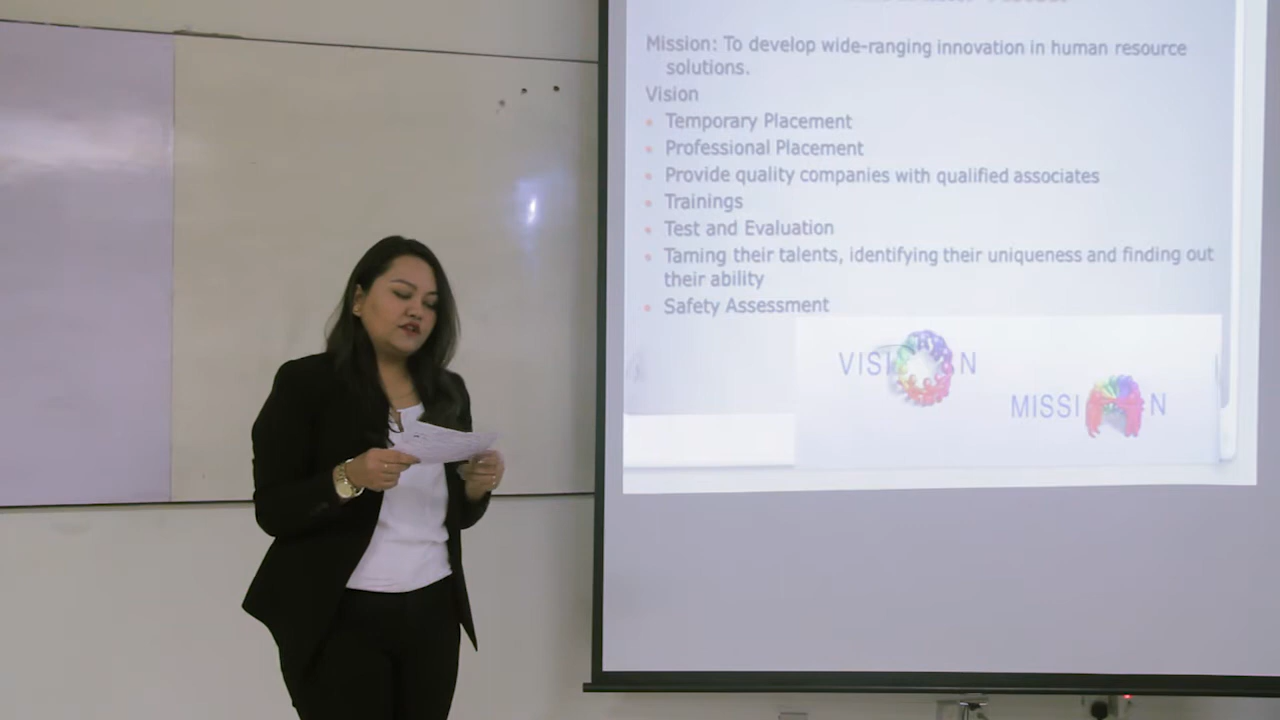 Mission: To develop wide-ranging innovation in human resource
solutions.
Vision
• Temporary Placement
• Professional Placement
• Provide quality companies with qualified associates
• Trainings
• Test and Evaluation
• Taming their talents, identifying their uniqueness and finding out
their ability
• Safety Assessment
VISI N
MISSI N